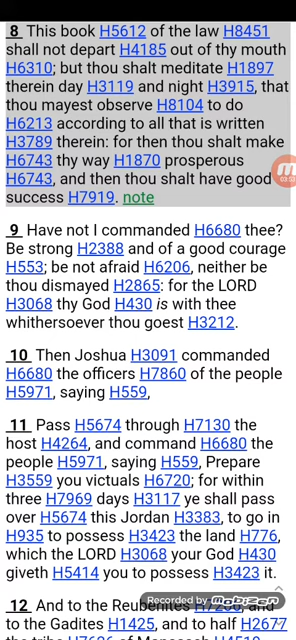 8 This book H5612 of the law H8451
shall not depart H4185 out of thy mouth
H6310; but thou shalt meditate H1897
therein day H3119 and night H3915, that
thou mayest observe H8104 to do
H6213 according to all that is written
H3789 therein: for then thou shalt make
H6743 thy way H1870 prosperous
H6743, and then thou shalt have good
success H7919. note
9 Have not I commanded H6680 thee?
Be strong H2388 and of a good courage
H553; be not afraid H6206, neither be
thou dismayed H2865: for the LORD
H3068 thy God H430 is with thee
whithersoever thou goest H3212.
10 Then Joshua H3091 commanded
H6680 the officers H7860 of the people
H5971, saying H559,
11 Pass H5674 through H7130 the
host H4264, and command H6680 the
people H5971, saying H559, Prepare
H3559 you victuals H6720; for within
three H7969 days H3117 ye shall pass
over H5674 this Jordan H3383, to go in
H935 to possess H3423 the land H776,
which the LORD H3068 your God H430
giveth H5414 you to possess H3423 it.
Recorded by Mobizen
12 And to the Reubenites
to the Gadites H1425, and to half H2677